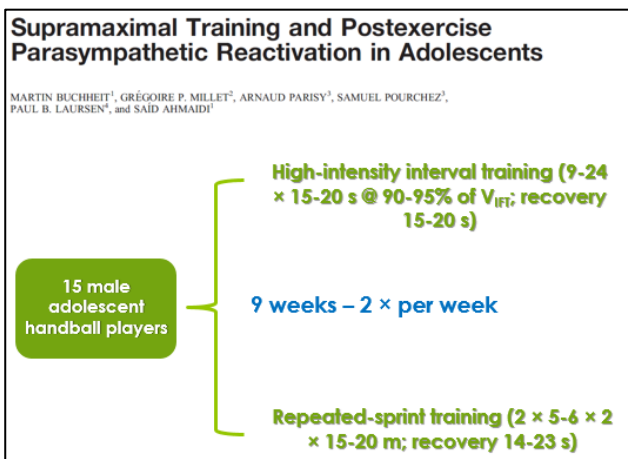 Supramaximal Training and Postexercise
Parasympathetic Reactivation in Adolescents
MARTIN BUCHHEIT¹, GRÉGOIRE P. MILLET², ARNAUD PARISY³, SAMUEL POURCHEZ³,
PAUL B. LAURSEN⁴, and SAÏD AHMAIDI¹
High-intensity interval training (9-24
× 15-20 s @ 90-95% of VIFT; recovery
15-20 s)
15 male
adolescent
handball players
9 weeks – 2 × per week
Repeated-sprint training (2 × 5-6 × 2
× 15-20 m; recovery 14-23 s)